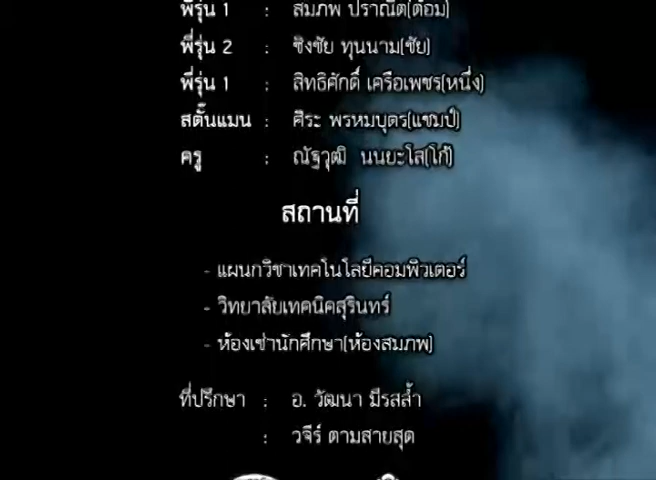 พี่รุ่น 1 : สมภพ ปราณีต(ต้อม)
พี่รุ่น 2 : ชิงชัย ทุนนาม(ชัย)
พี่รุ่น 1 : สิทธิศักดิ์ เครือเพชร(หนึ่ง)
สตั๊นแมน : ศิระ พรหมบุตร(แชมป์)
ครู : ณัฐวุฒิ นนยะโส(โก้)
สถานที่
- แผนกวิชาเทคโนโลยีคอมพิวเตอร์
- วิทยาลัยเทคนิคสุรินทร์
- ห้องเช่านักศึกษา(ห้องสมภพ)
ที่ปรึกษา : อ. วัฒนา มีรสล้ำ
: วจีร์ ตามสายสุด